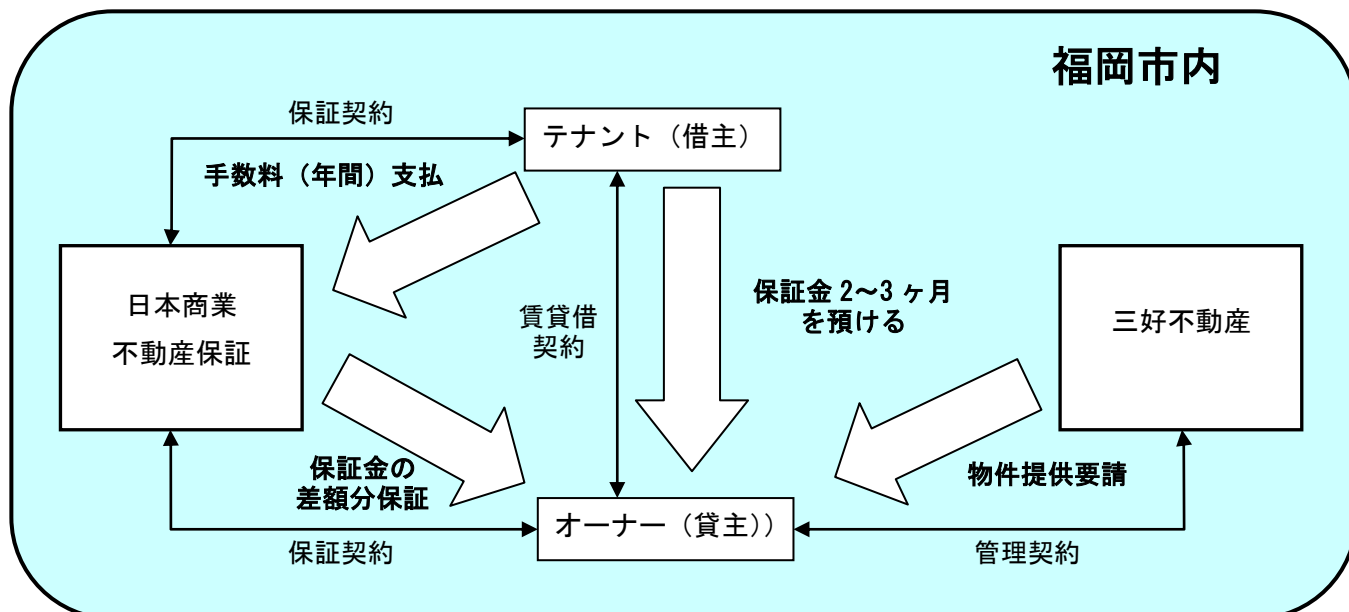 福岡市内
保証契約
テナント（借主）
手数料（年間）支払
日本商業
不動産保証
賃貸借
契約
保証金 2～3 ヶ月
を預ける
三好不動産
保証金の
差額分保証
物件提供要請
オーナー（貸主））
保証契約
管理契約